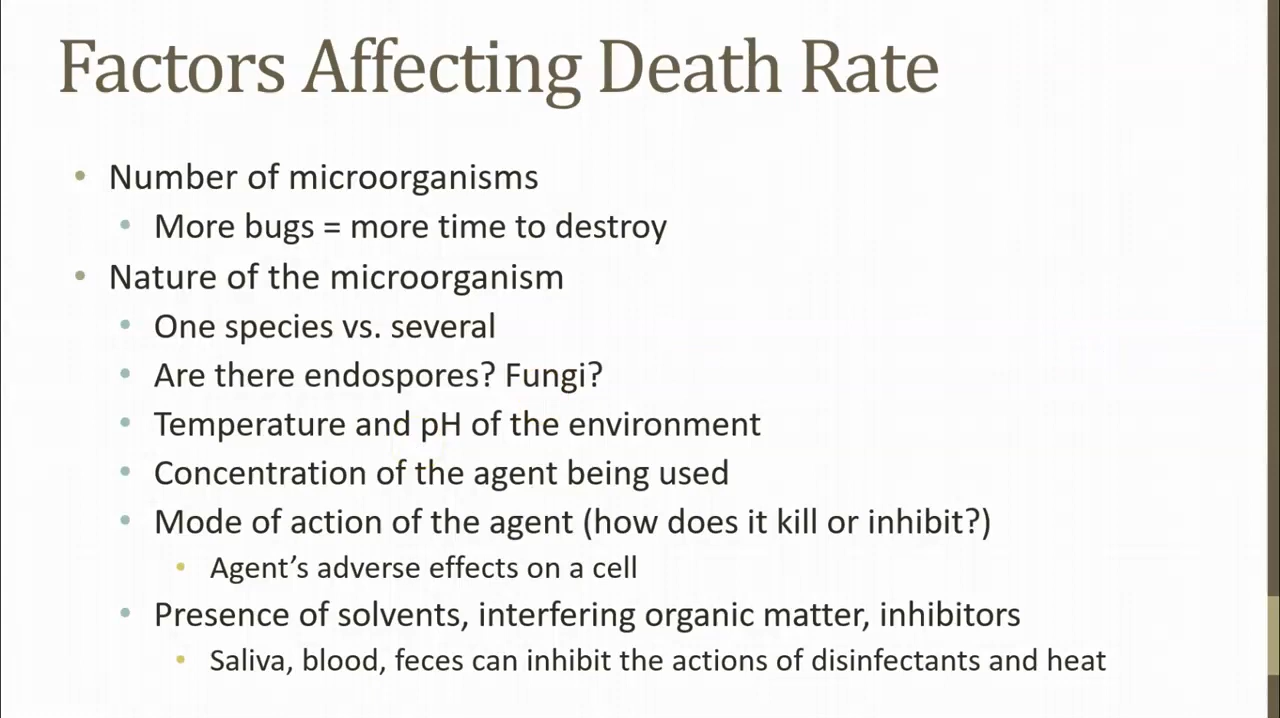 Factors Affecting Death Rate
• Number of microorganisms
• More bugs = more time to destroy
• Nature of the microorganism
• One species vs. several
• Are there endospores? Fungi?
• Temperature and pH of the environment
• Concentration of the agent being used
• Mode of action of the agent (how does it kill or inhibit?)
• Agent’s adverse effects on a cell
• Presence of solvents, interfering organic matter, inhibitors
• Saliva, blood, feces can inhibit the actions of disinfectants and heat